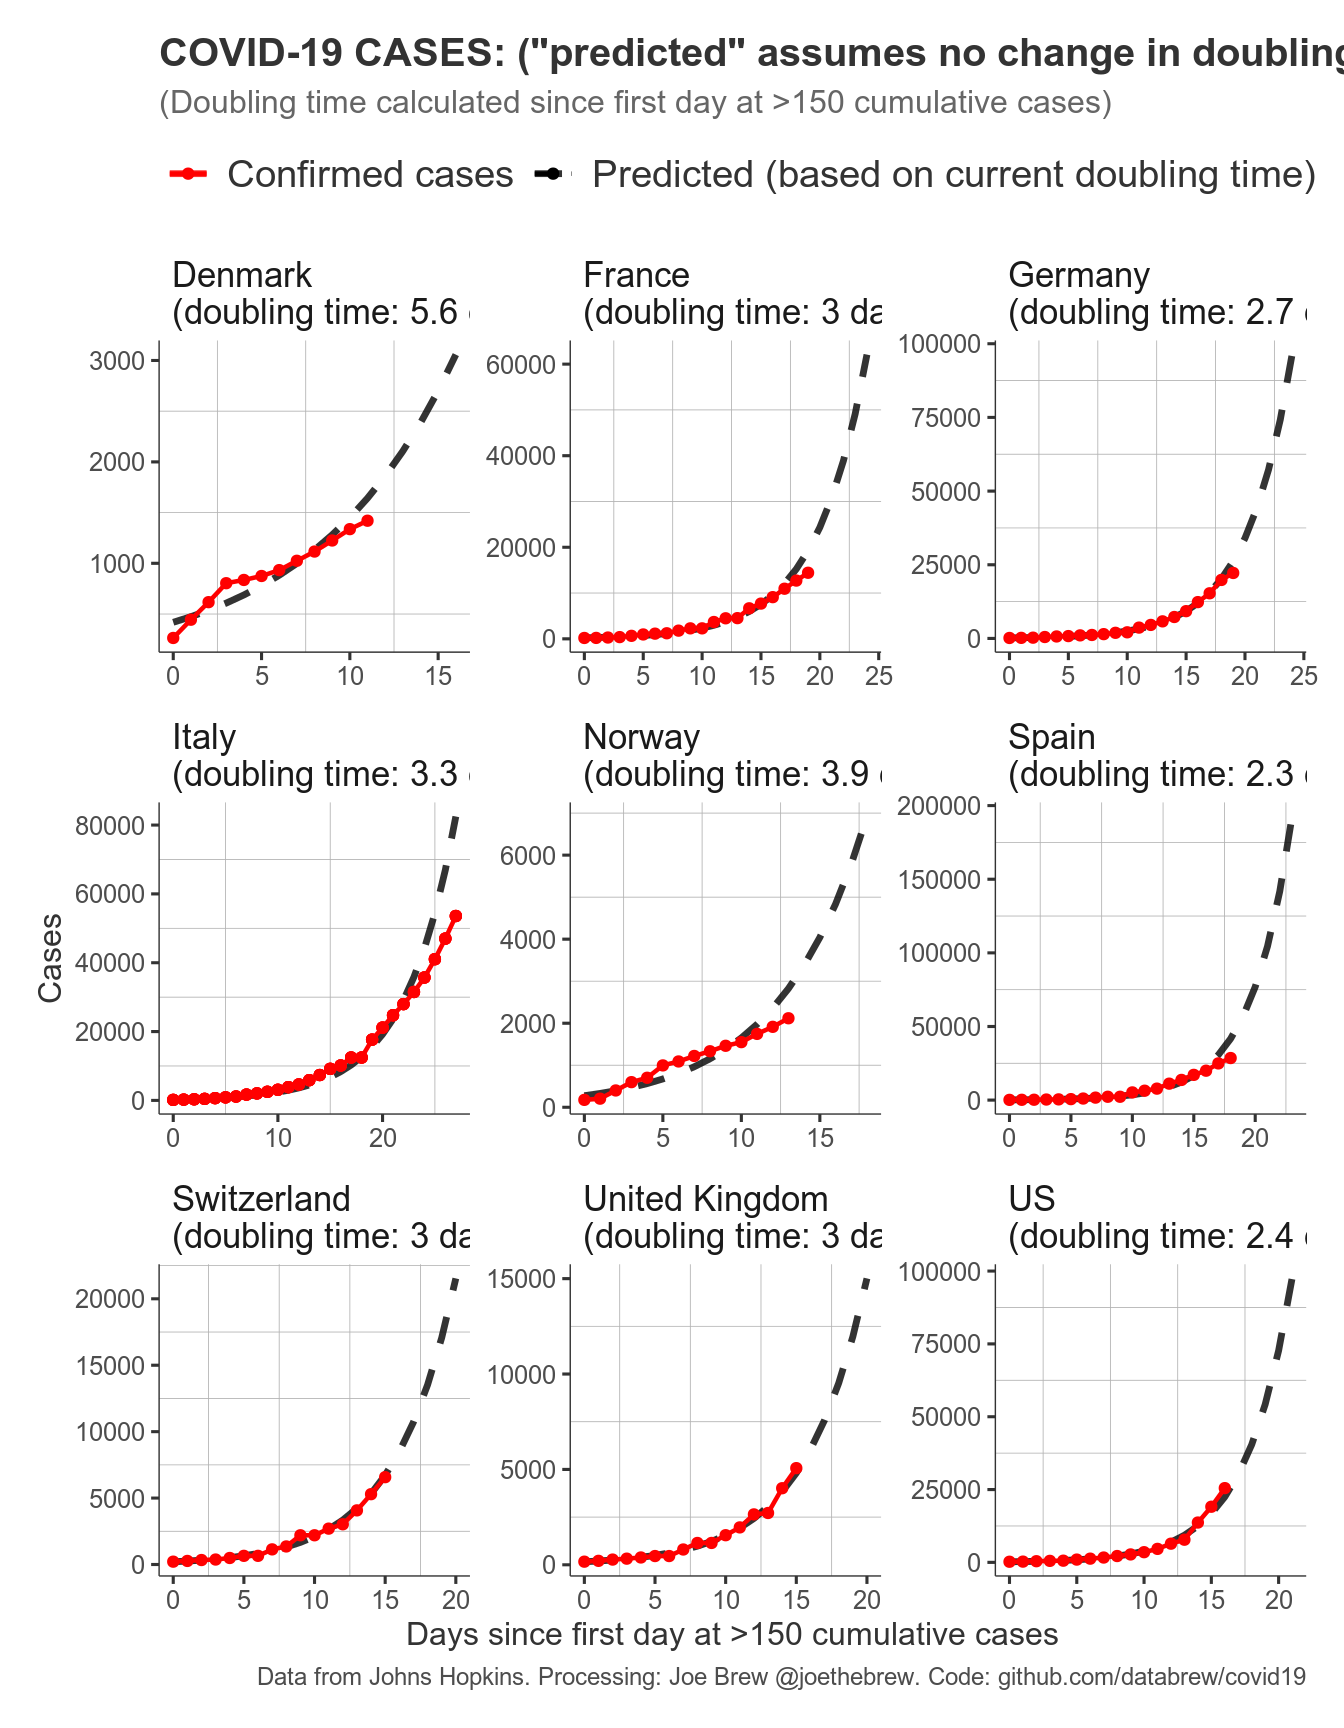 COVID-19 CASES: ("predicted" assumes no change in doubling
(Doubling time calculated since first day at >150 cumulative cases)
Confirmed cases Predicted (based on current doubling time)
Denmark
(doubling time: 5.6
3000
2000
1000
0 5 10 15
France
(doubling time: 3 da
60000
40000
20000
0
0 5 10 15 20 25
Germany
(doubling time: 2.7
100000
75000
50000
25000
0
0 5 10 15 20 25
Cases
Italy
(doubling time: 3.3
80000
60000
40000
20000
0
0 10 20
Norway
(doubling time: 3.9
6000
4000
2000
0
0 5 10 15
Spain
(doubling time: 2.3
200000
150000
100000
50000
0
0 5 10 15 20
Switzerland
(doubling time: 3 da
20000
15000
10000
5000
0
0 5 10 15 20
United Kingdom
(doubling time: 3 da
15000
10000
5000
0
0 5 10 15 20
US
(doubling time: 2.4
100000
75000
50000
25000
0
0 5 10 15 20
Days since first day at >150 cumulative cases
Data from Johns Hopkins. Processing: Joe Brew @joethebrew. Code: github.com/databrew/covid19